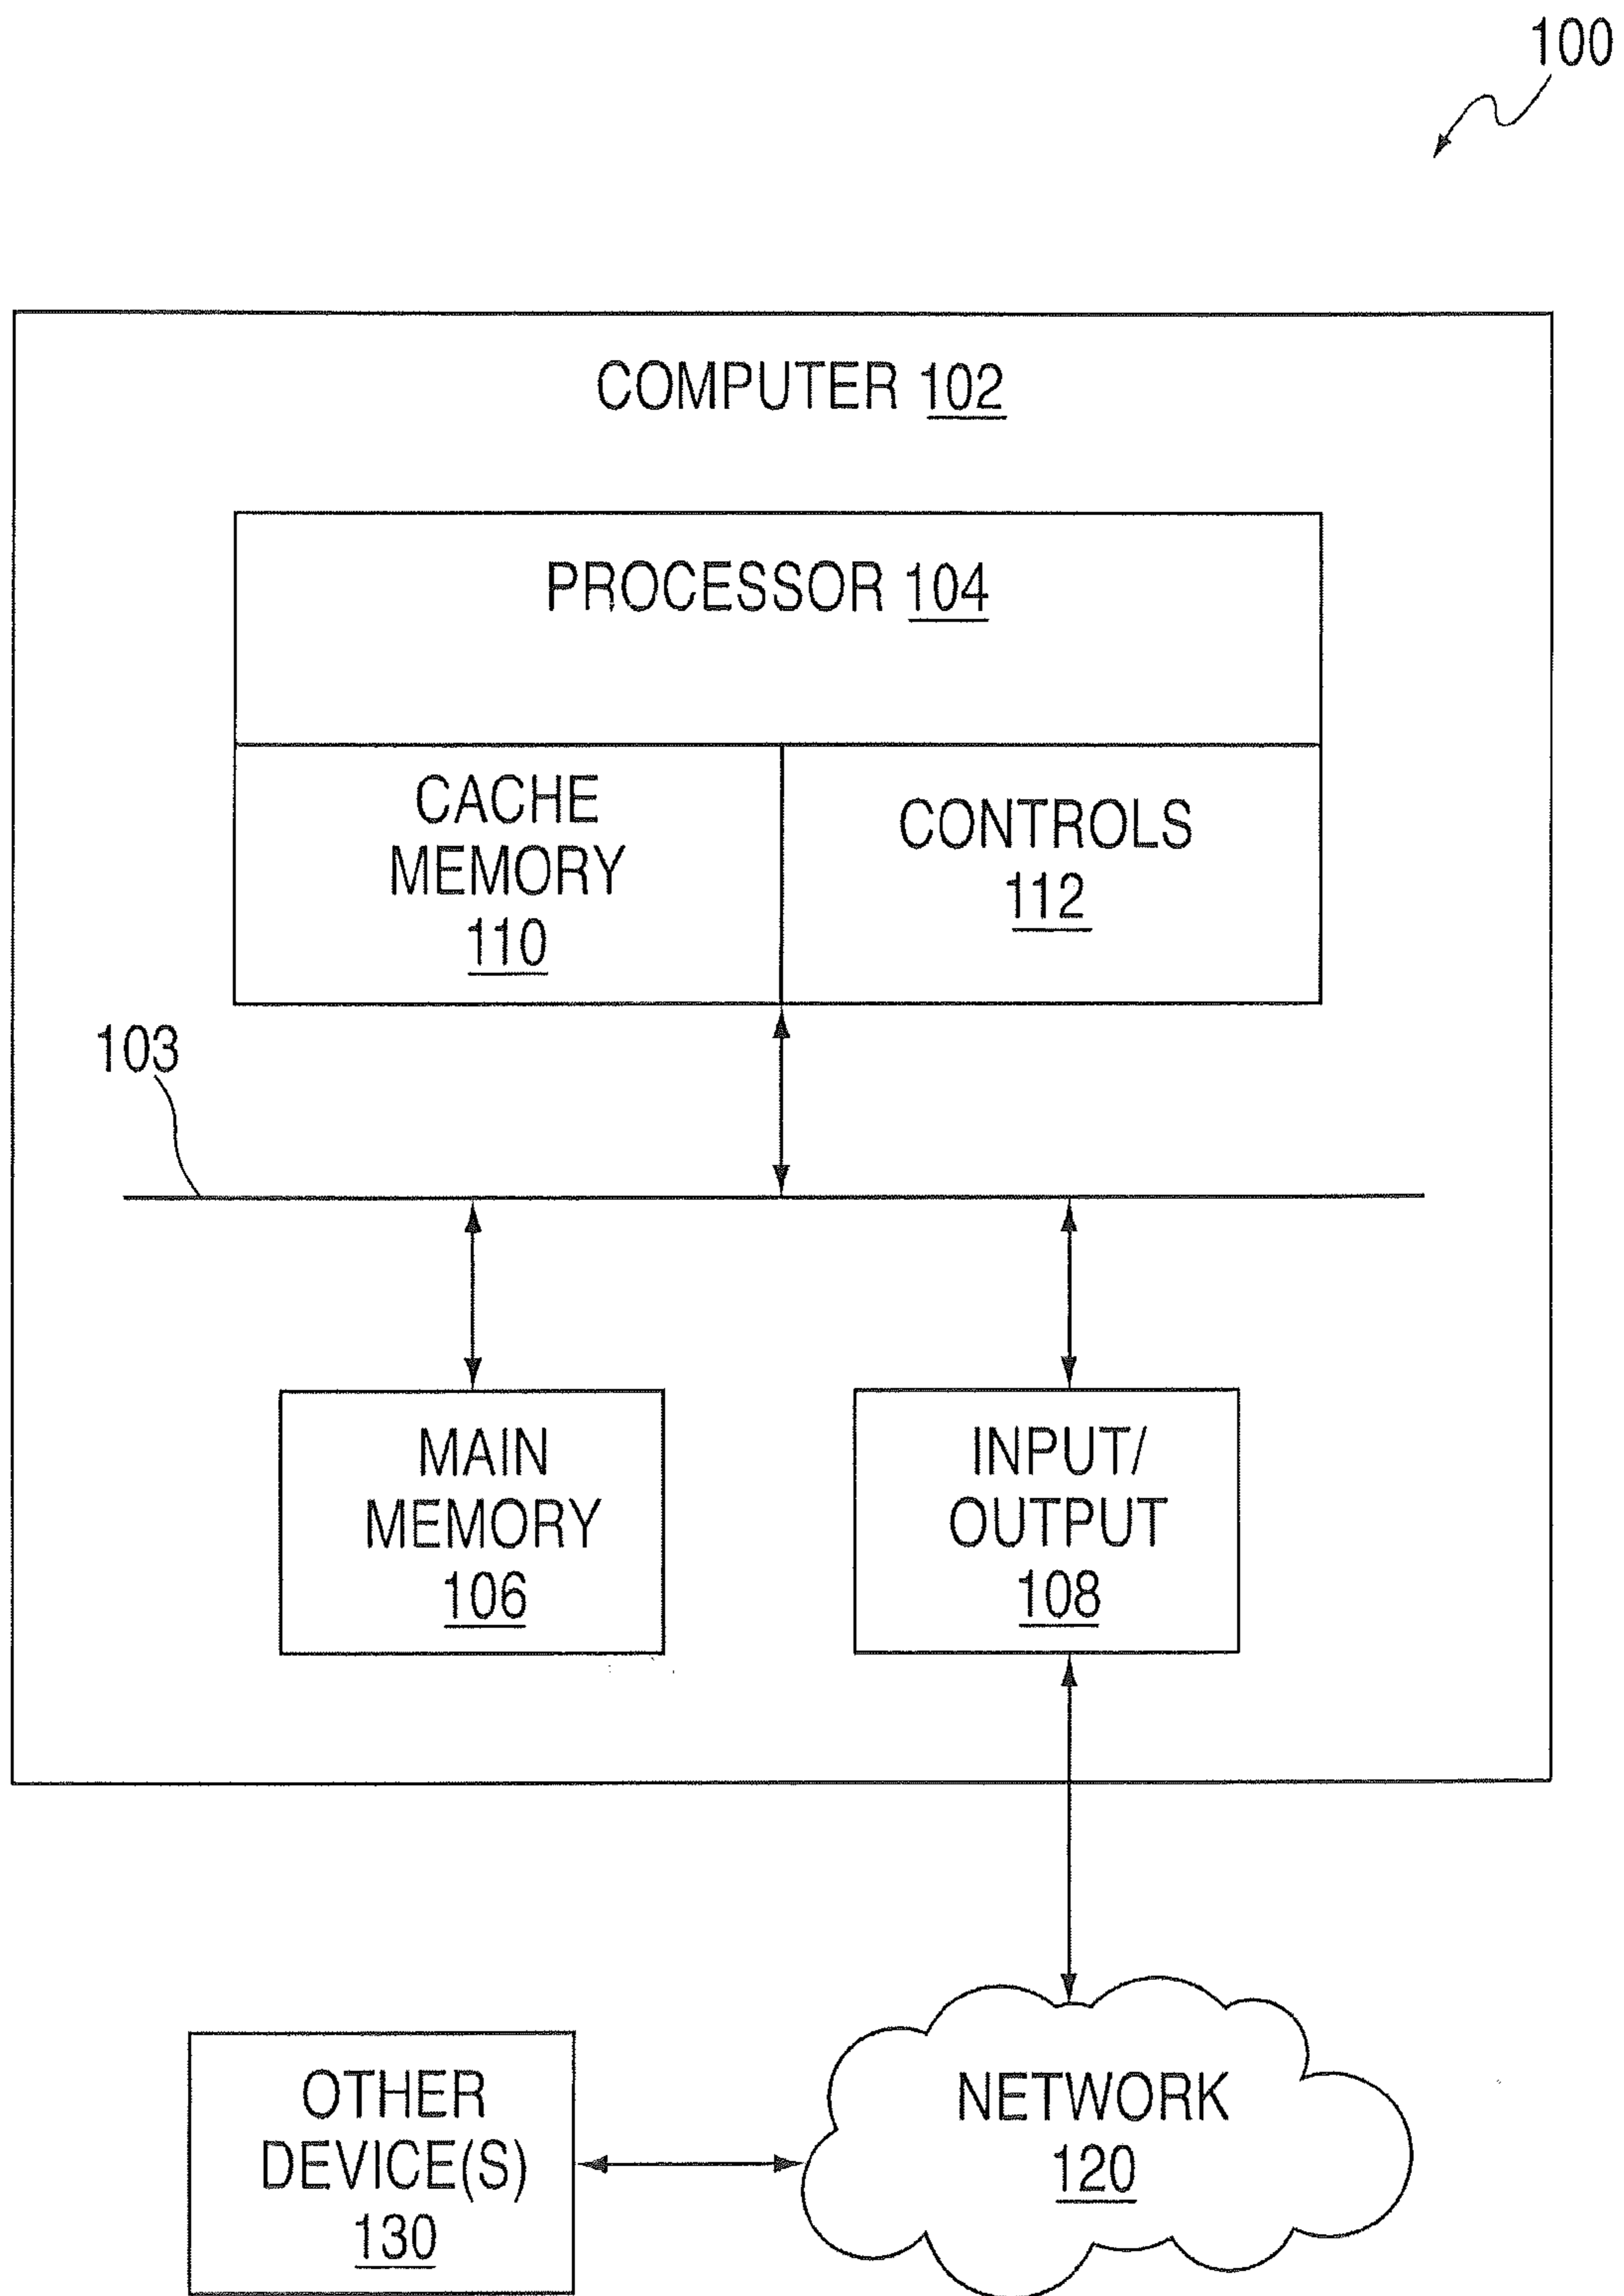 100
COMPUTER 102
PROCESSOR 104
CACHE
MEMORY
110
CONTROLS
112
103
MAIN
MEMORY
106
INPUT/
OUTPUT
108
OTHER
DEVICE(S)
130
NETWORK
120